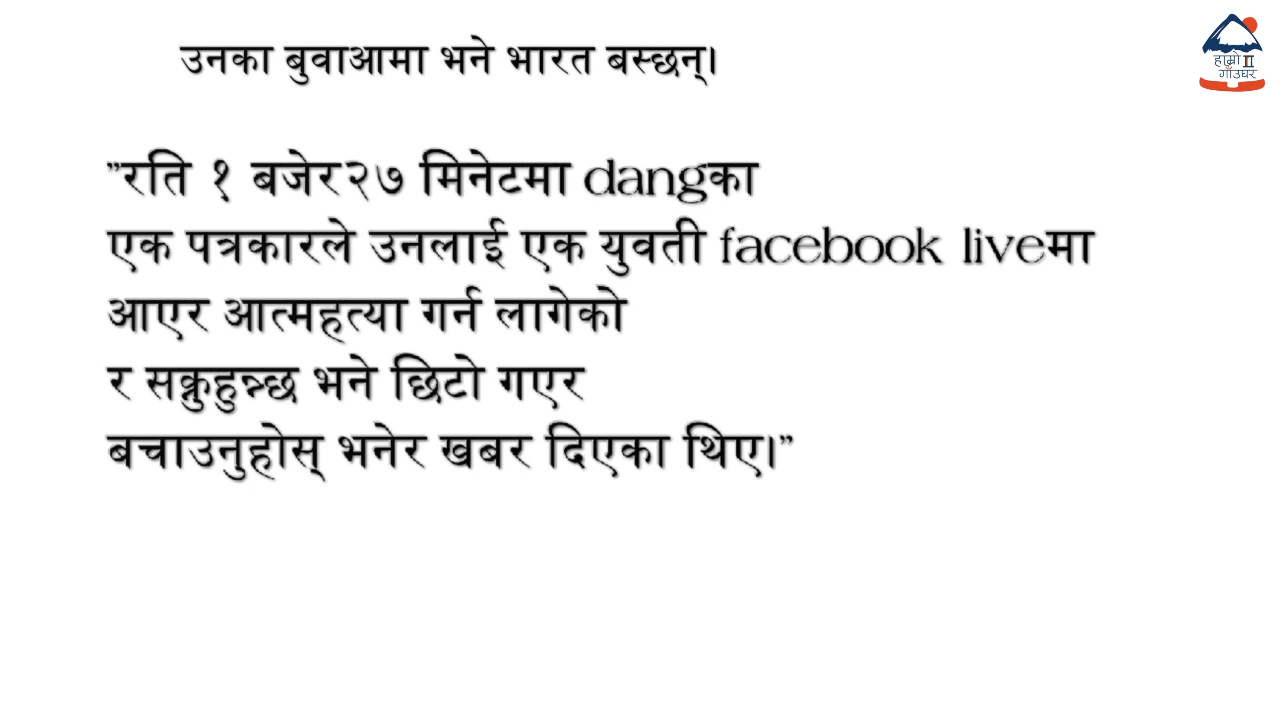 उनका बुवाआमा भने भारत बस्छन्।
हाम्रो
गाँउघर
"रति १ बजेर२७ मिनेटमा dangका
एक पत्रकारले उनलाई एक युवती facebook liveमा
आएर आत्महत्या गर्न लागेको
र सक्नुहुन्न्छ भने छिटो गएर
बचाउनुहोस् भनेर खबर दिएका थिए।"